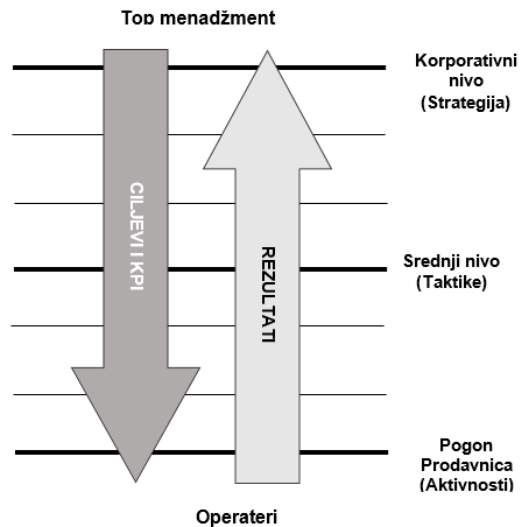 Top menadžment
Korporativni
nivo
(Strategija)
CILJEVI I KPI
REZULTATI
Srednji nivo
(Taktike)
Pogon
Prodavnica
(Aktivnosti)
Operateri